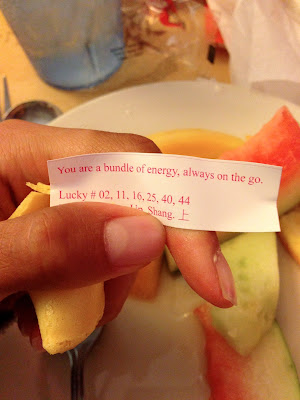 You are a bundle of energy, always on the go.
Lucky # 02, 11, 16, 25, 40, 44
Shang. 上